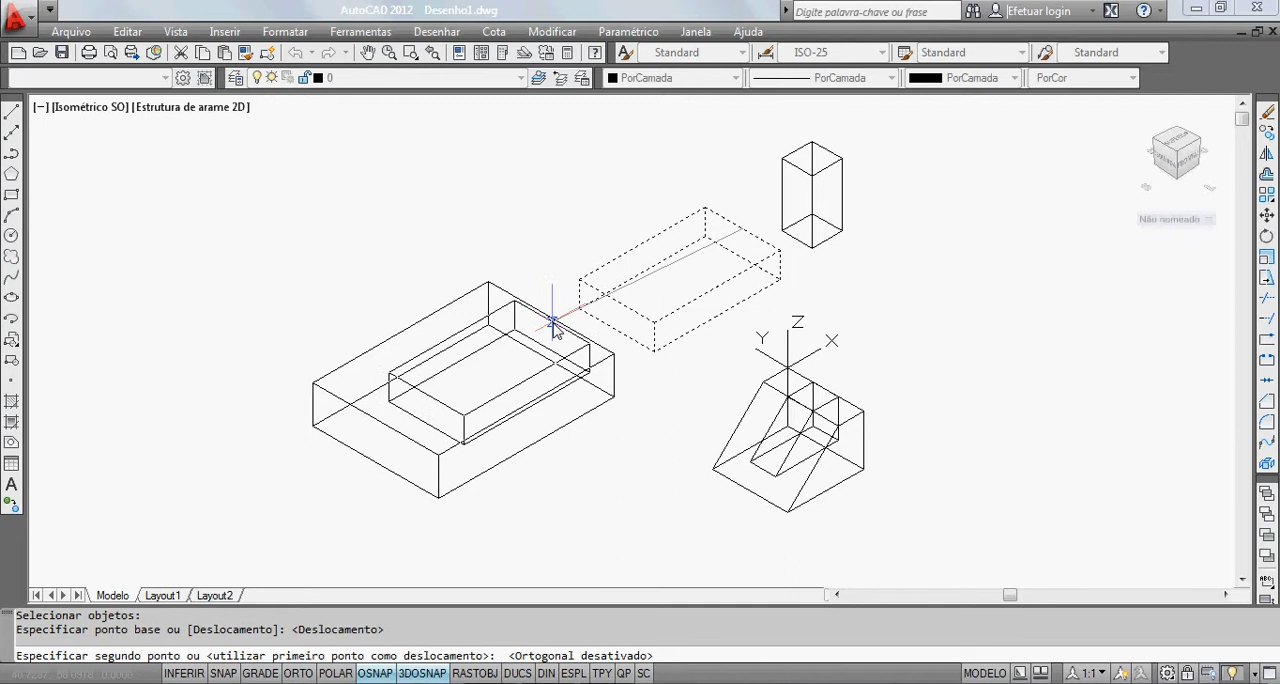 AutoCAD 2012 Desenho1.dwg
Digite palavra-chave ou frase
Efetuar login
Arquivo Editar Vista Inserir Formatar Ferramentas Desenhar Cota Modificar Paramétrico Janela Ajuda
Standard ISO-25 Standard Standard
0 PorCamada PorCamada PorCamada PorCor
[−] [Isométrico SO] [Estrutura de arame 2D]
Não nomeado
Z
Y X
Modelo Layout1 Layout2
Selecionar objetos:
Especificar ponto base ou [Deslocamento]: <Deslocamento>
Especificar segundo ponto ou <utilizar primeiro ponto como deslocamento>: <Ortogonal desativado>
INFERIR SNAP GRADE ORTO POLAR OSNAP 3DOSNAP RASTOBJ DUCS DIN ESPL TPY QP SC MODELO 1:1